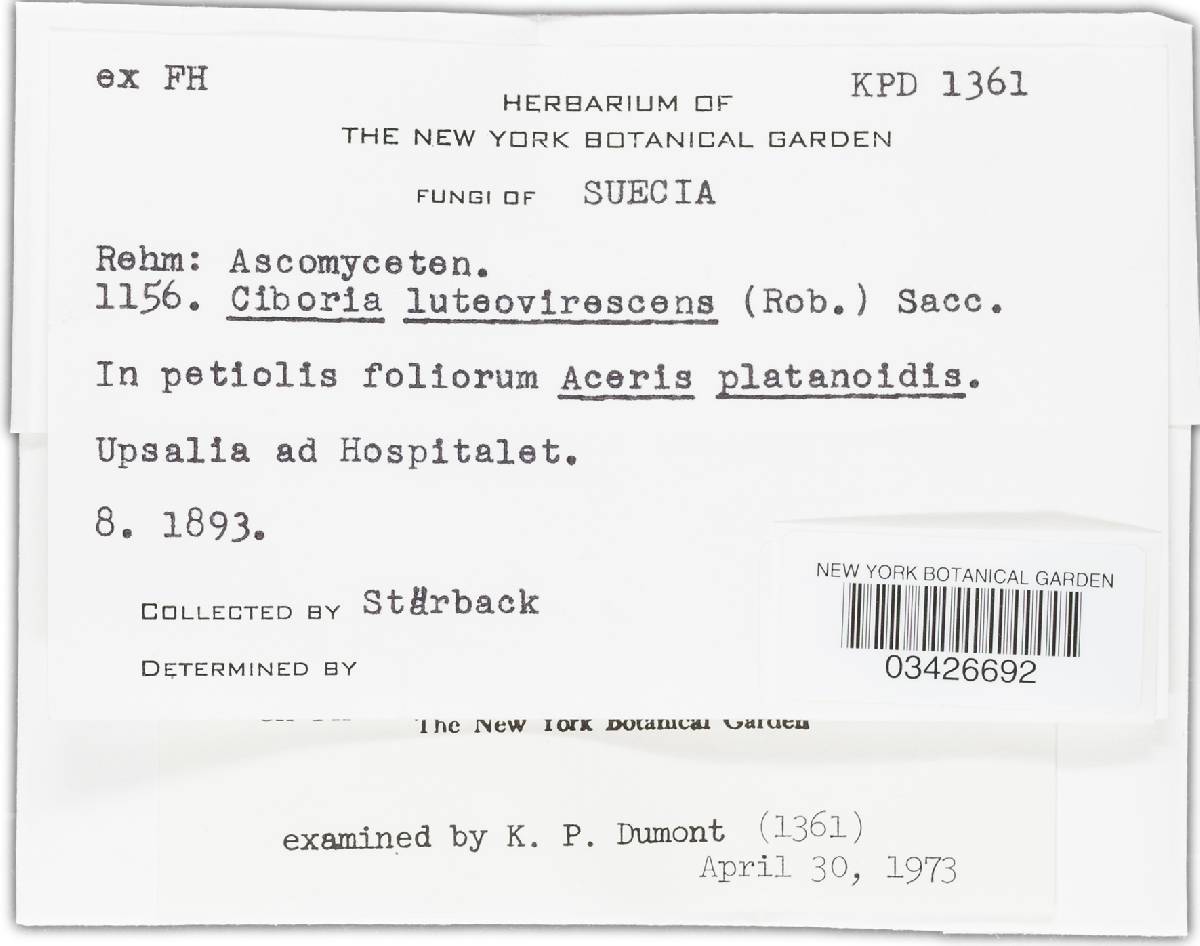 ex FH
KPD 1361
HERBARIUM OF
THE NEW YORK BOTANICAL GARDEN
FUNGI OF SUECIA
Rehm: Ascomyceten.
1156. Ciboria luteovirescens (Rob.) Sacc.
In petiolis foliorum Aceris platanoidis.
Upsalia ad Hospitalet.
8. 1893.
COLLECTED BY Stärback
DETERMINED BY
NEW YORK BOTANICAL GARDEN
03426692
The New York Botanical Garden
examined by K. P. Dumont (1361)
April 30, 1973